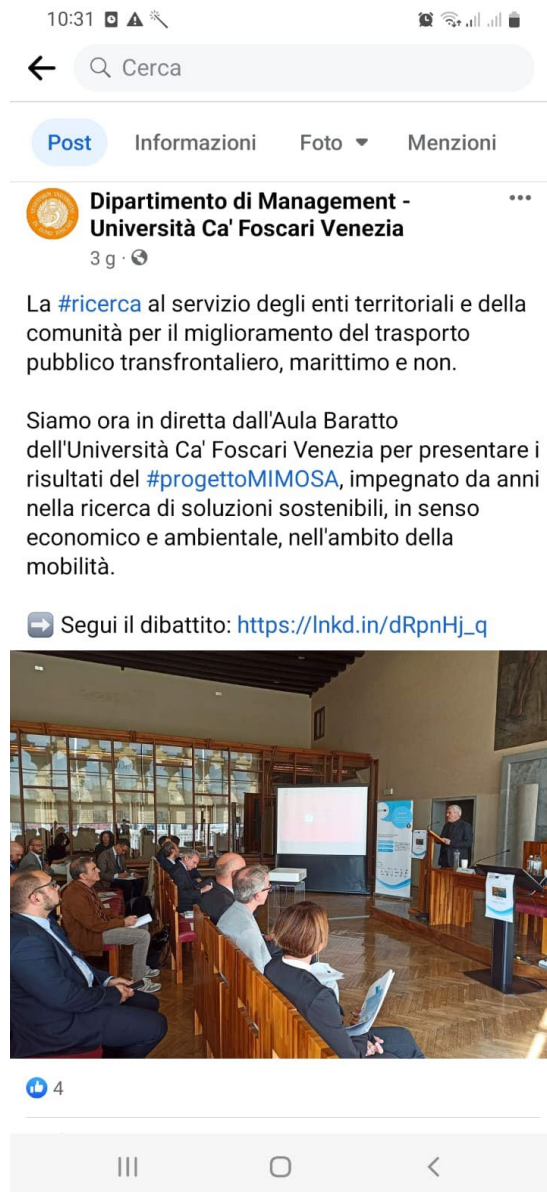 10:31
Cerca
Post Informazioni Foto Menzioni
Dipartimento di Management -
Università Ca' Foscari Venezia
3 g ·
La #ricerca al servizio degli enti territoriali e della
comunità per il miglioramento del trasporto
pubblico transfrontaliero, marittimo e non.
Siamo ora in diretta dall'Aula Baratto
dell'Università Ca' Foscari Venezia per presentare i
risultati del #progettoMIMOSA, impegnato da anni
nella ricerca di soluzioni sostenibili, in senso
economico e ambientale, nell'ambito della
mobilità.
Segui il dibattito: https://lnkd.in/dRpnHj_q
4